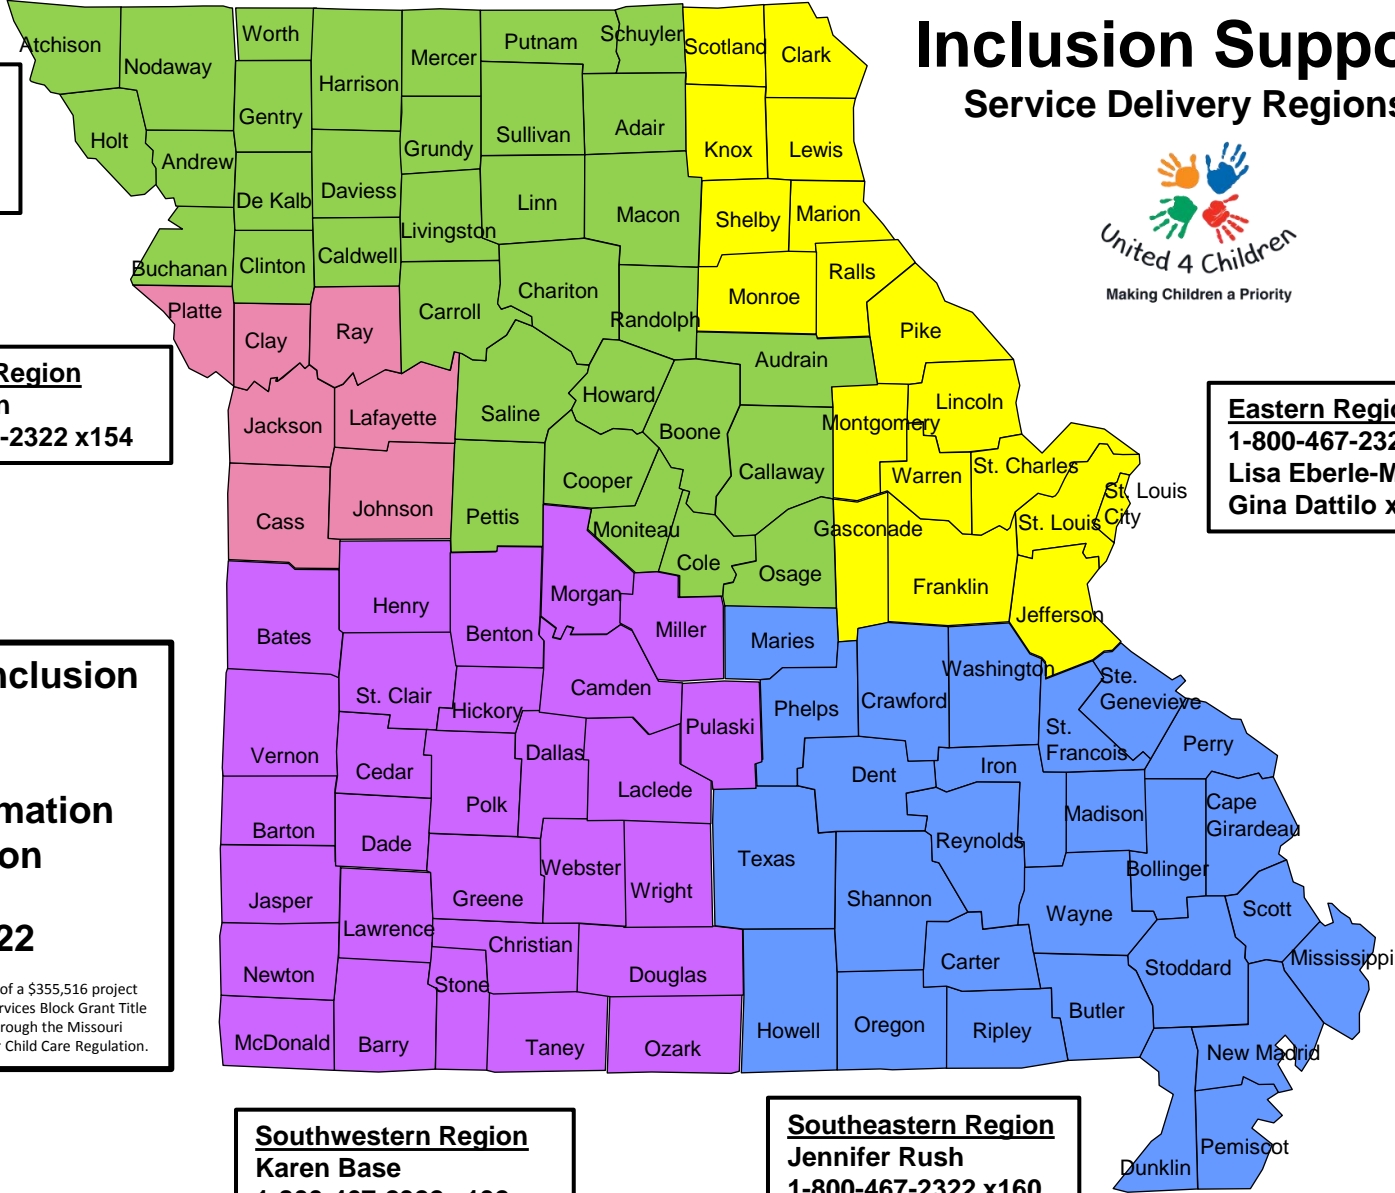 Inclusion Suppo
Service Delivery Regions
United 4 Children
Making Children a Priority
Atchison
Nodaway
Worth
Harrison
Mercer
Putnam
Schuyler
Scotland
Clark
Gentry
Holt
Andrew
De Kalb
Daviess
Grundy
Sullivan
Adair
Knox
Lewis
Linn
Macon
Shelby
Marion
Livingston
Buchanan
Clinton
Caldwell
Chariton
Randolph
Monroe
Ralls
Platte
Clay
Ray
Carroll
Pike
Audrain
Howard
Saline
Boone
Lincoln
Jackson
Lafayette
Montgomery
Callaway
Warren
St. Charles
Cooper
St. Louis
City
Cass
Johnson
Pettis
Moniteau
Gasconade
St. Louis
Cole
Osage
Franklin
Henry
Morgan
Jefferson
Bates
Benton
Miller
Maries
Washington
Ste.
Genevieve
St. Clair
Camden
Hickory
Phelps
Crawford
Pulaski
St.
Francois
Perry
Vernon
Cedar
Dallas
Dent
Iron
Laclede
Polk
Madison
Cape
Girardeau
Barton
Dade
Texas
Reynolds
Webster
Bollinger
Jasper
Greene
Wright
Shannon
Wayne
Scott
Lawrence
Christian
Newton
Stone
Douglas
Carter
Stoddard
Mississippi
McDonald
Barry
Taney
Ozark
Howell
Oregon
Ripley
Butler
New Madrid
Dunklin
Pemiscot
Region
n
-2322 x154
Eastern Regio
1-800-467-232
Lisa Eberle-M
Gina Dattilo x
nclusion
mation
on
22
of a $355,516 project
rvices Block Grant Title
rough the Missouri
r Child Care Regulation.
Southwestern Region
Karen Base
Southeastern Region
Jennifer Rush
1-800-467-2322 x160